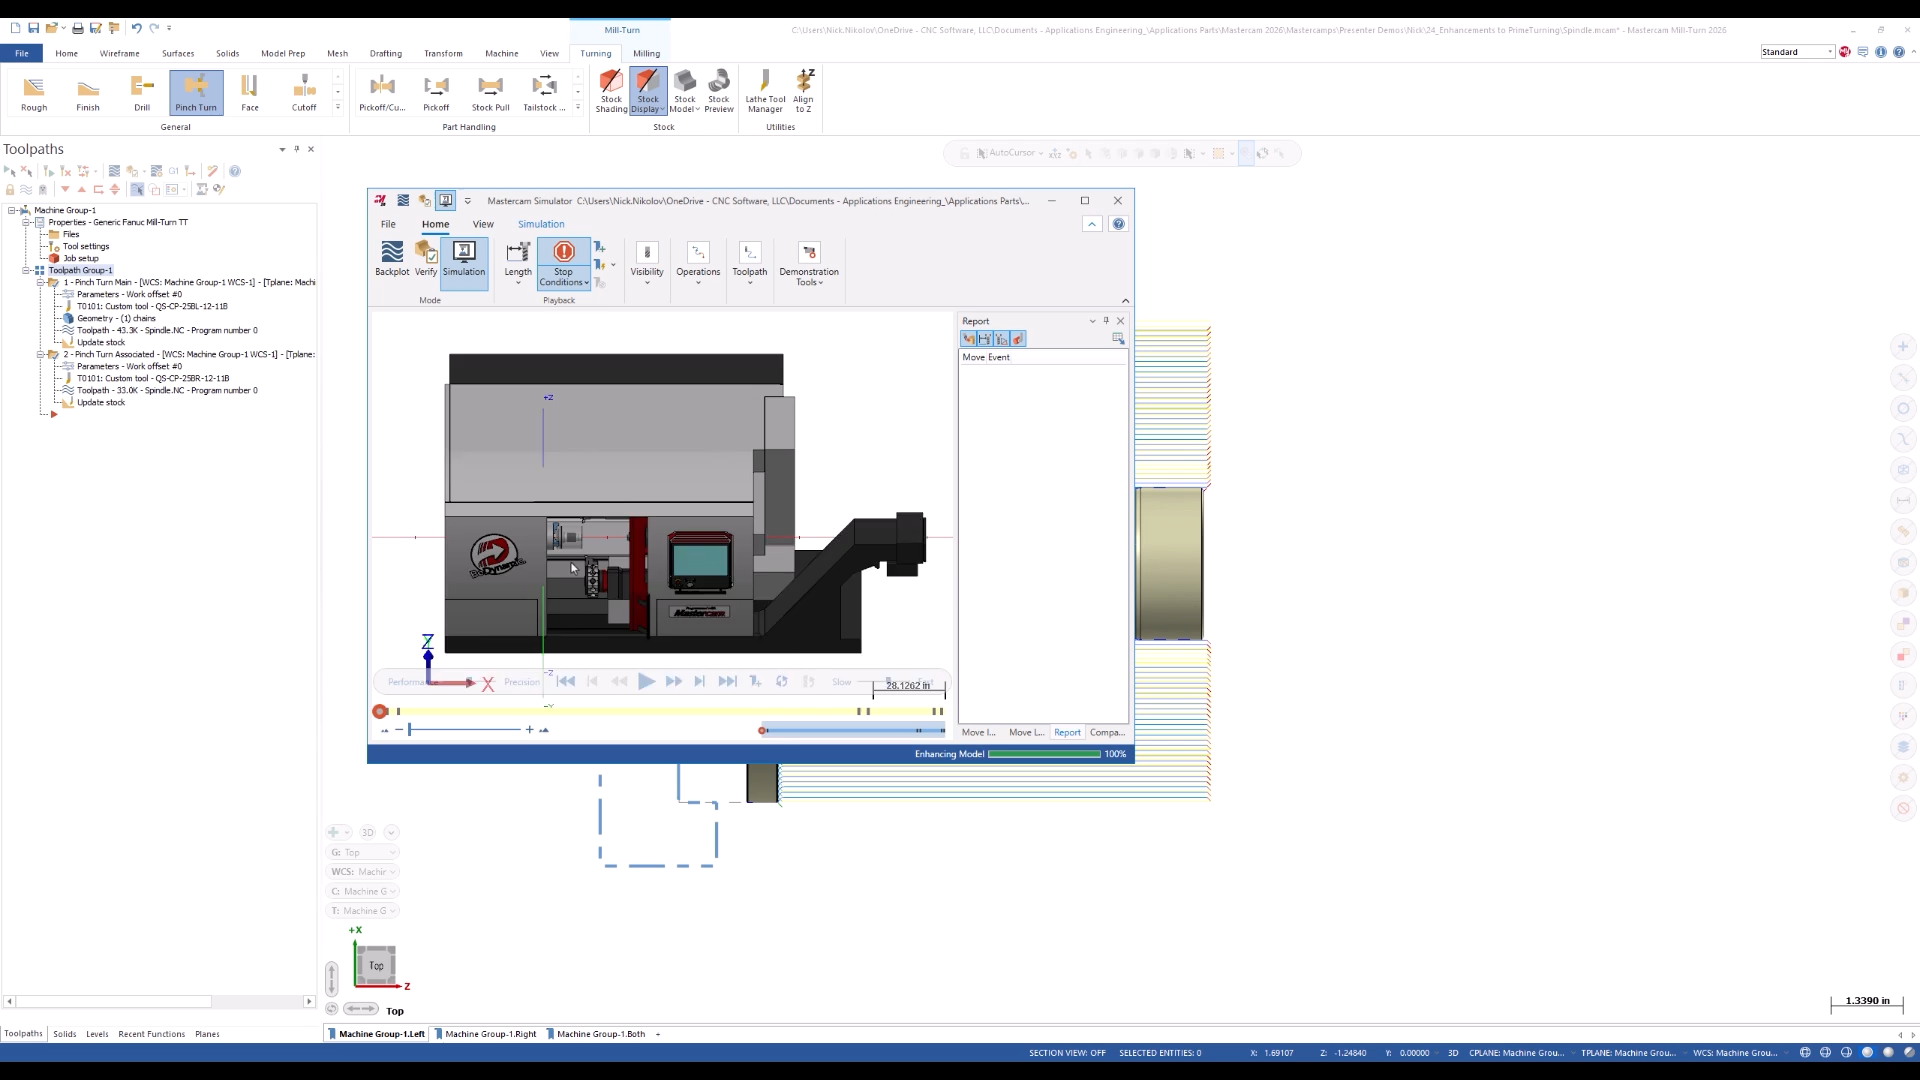 Mill-Turn
C:\Users\Nick.Nikolov\OneDrive - CNC Software, LLC\Documents - Applications Engineering_\Applications Parts\Mastercam 2026\Mastercamps\Presenter Demos\Nick\24_Enhancements to PrimeTurning\Spindle.mcam* - Mastercam Mill-Turn 2026
File Home Wireframe Surfaces Solids Model Prep Mesh Drafting Transform Machine View Turning Milling
Standard
Rough Finish Drill Pinch Turn Face Cutoff
Pickoff/Cu... Pickoff Stock Pull Tailstock ...
Stock Shading Stock Display Stock Model Stock Preview
Lathe Tool Manager Align to Z
General Part Handling Stock Utilities
Toolpaths
AutoCursor
G1
Machine Group-1
Properties - Generic Fanuc Mill-Turn TT
Files
Tool settings
Job setup
Toolpath Group-1
1 - Pinch Turn Main - [WCS: Machine Group-1 WCS-1] - [Tplane: Machi
Parameters - Work offset #0
T0101: Custom tool - QS-CP-25BL-12-11B
Geometry - (1) chains
Toolpath - 43.3K - Spindle.NC - Program number 0
Update stock
2 - Pinch Turn Associated - [WCS: Machine Group-1 WCS-1] - [Tplane:
Parameters - Work offset #0
T0101: Custom tool - QS-CP-25BR-12-11B
Toolpath - 33.0K - Spindle.NC - Program number 0
Update stock
Mastercam Simulator C:\Users\Nick.Nikolov\OneDrive - CNC Software, LLC\Documents - Applications Engineering_\Applications Parts\...
File Home View Simulation
Backplot Verify Simulation
Length Stop Conditions
Visibility Operations Toolpath Demonstration Tools
Mode Playback
Report
Move Event
+Z
Mastercam
Z
X
-Z
Precision
Slow
Fast
28.1262 in
-Y
Move I... Move L... Report Compa...
Enhancing Model 100%
3D
G: Top
WCS: Machin
C: Machine G
T: Machine G
+X
Top
Z
Top
1.3390 in
Toolpaths Solids Levels Recent Functions Planes
Machine Group-1.Left Machine Group-1.Right Machine Group-1.Both +
SECTION VIEW: OFF SELECTED ENTITIES: 0 X: 1.69107 Z: -1.24840 Y: 0.00000 3D CPLANE: Machine Grou... TPLANE: Machine Grou... WCS: Machine Grou...